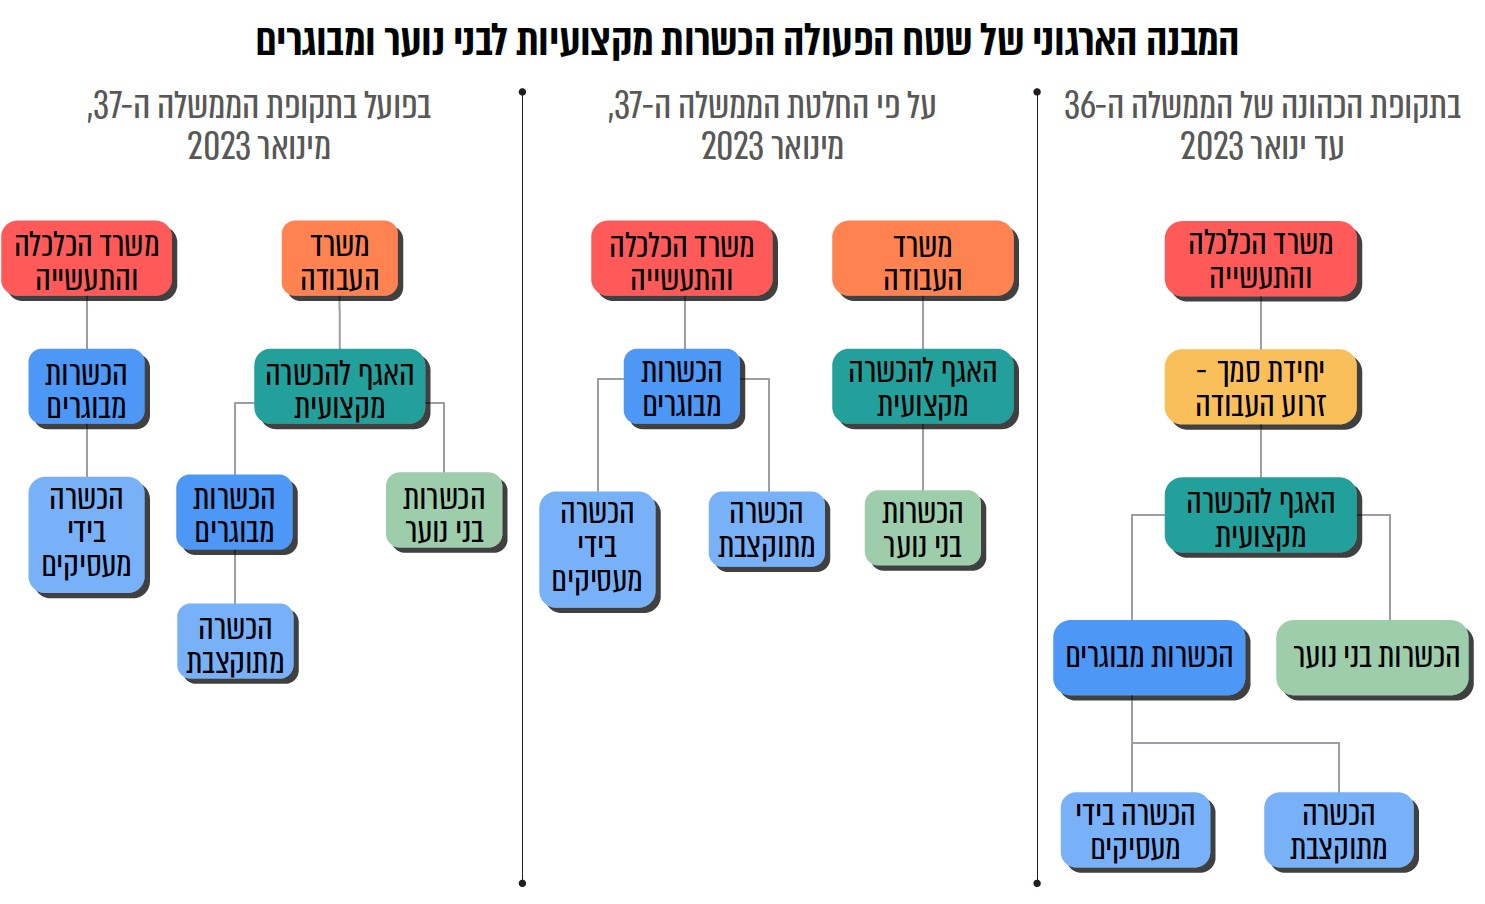 המבנה הארגוני של שטח הפעולה הכשרות מקצועיות לבני נוער ומבוגרים
בתקופת הכהונה של הממשלה ה-36
עד ינואר 2023
משרד הכלכלה
והתעשייה
יחידת סמך -
זרוע העבודה
האגף להכשרה
מקצועית
הכשרות בני נוער
הכשרות מבוגרים
הכשרה
מתוקצבת
הכשרה בידי
מעסיקים
על פי החלטת הממשלה ה-37,
מינואר 2023
משרד
העבודה
האגף להכשרה
מקצועית
הכשרות
בני נוער
משרד הכלכלה
והתעשייה
הכשרות
מבוגרים
הכשרה
מתוקצבת
הכשרה
בידי
מעסיקים
בפועל בתקופת הממשלה ה-37,
מינואר 2023
משרד
העבודה
האגף להכשרה
מקצועית
הכשרות
בני נוער
הכשרות
מבוגרים
הכשרה
מתוקצבת
משרד הכלכלה
והתעשייה
הכשרות
מבוגרים
הכשרה
בידי
מעסיקים